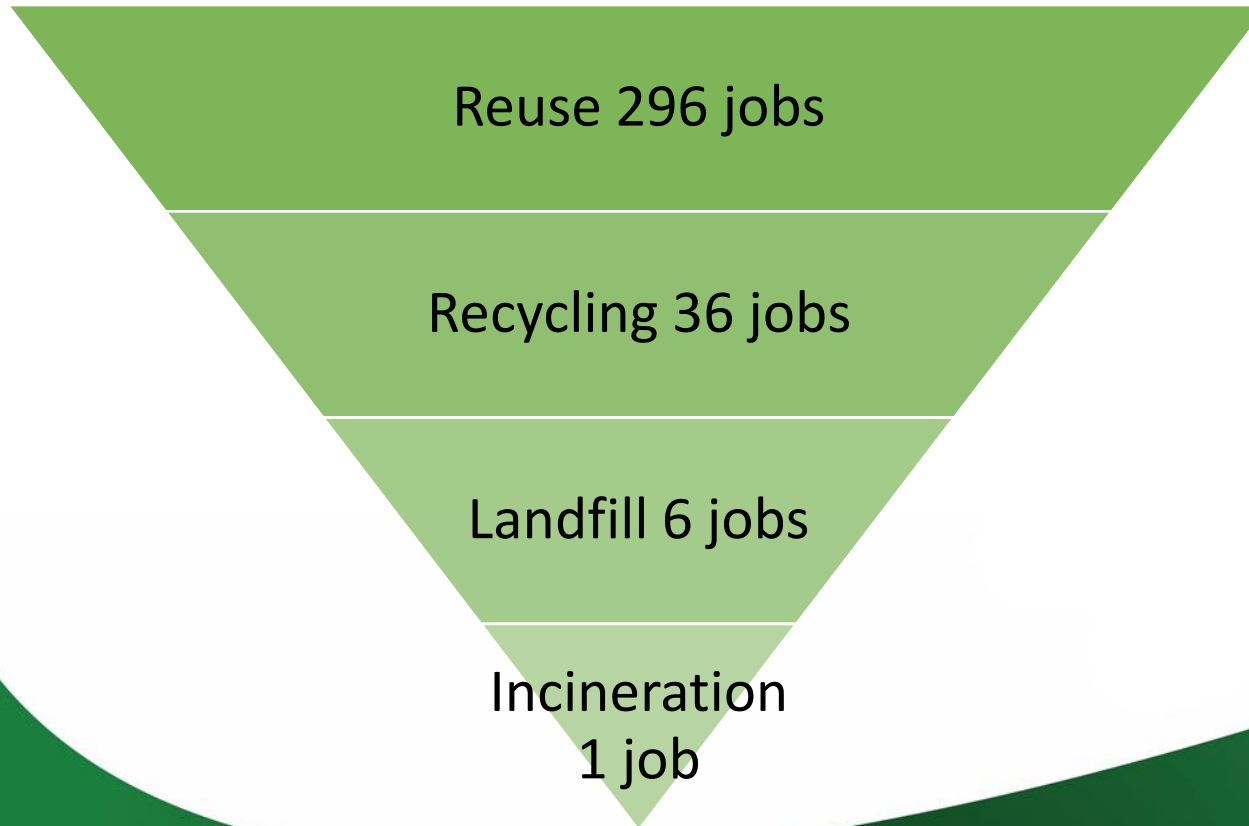 Reuse 296 jobs
Recycling 36 jobs
Landfill 6 jobs
Incineration
1 job